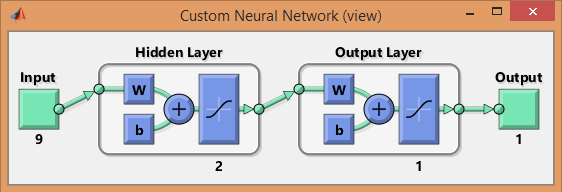 Custom Neural Network (view)
Hidden Layer
Output Layer
Input
W
b
+
W
b
+
Output
9
2
1
1